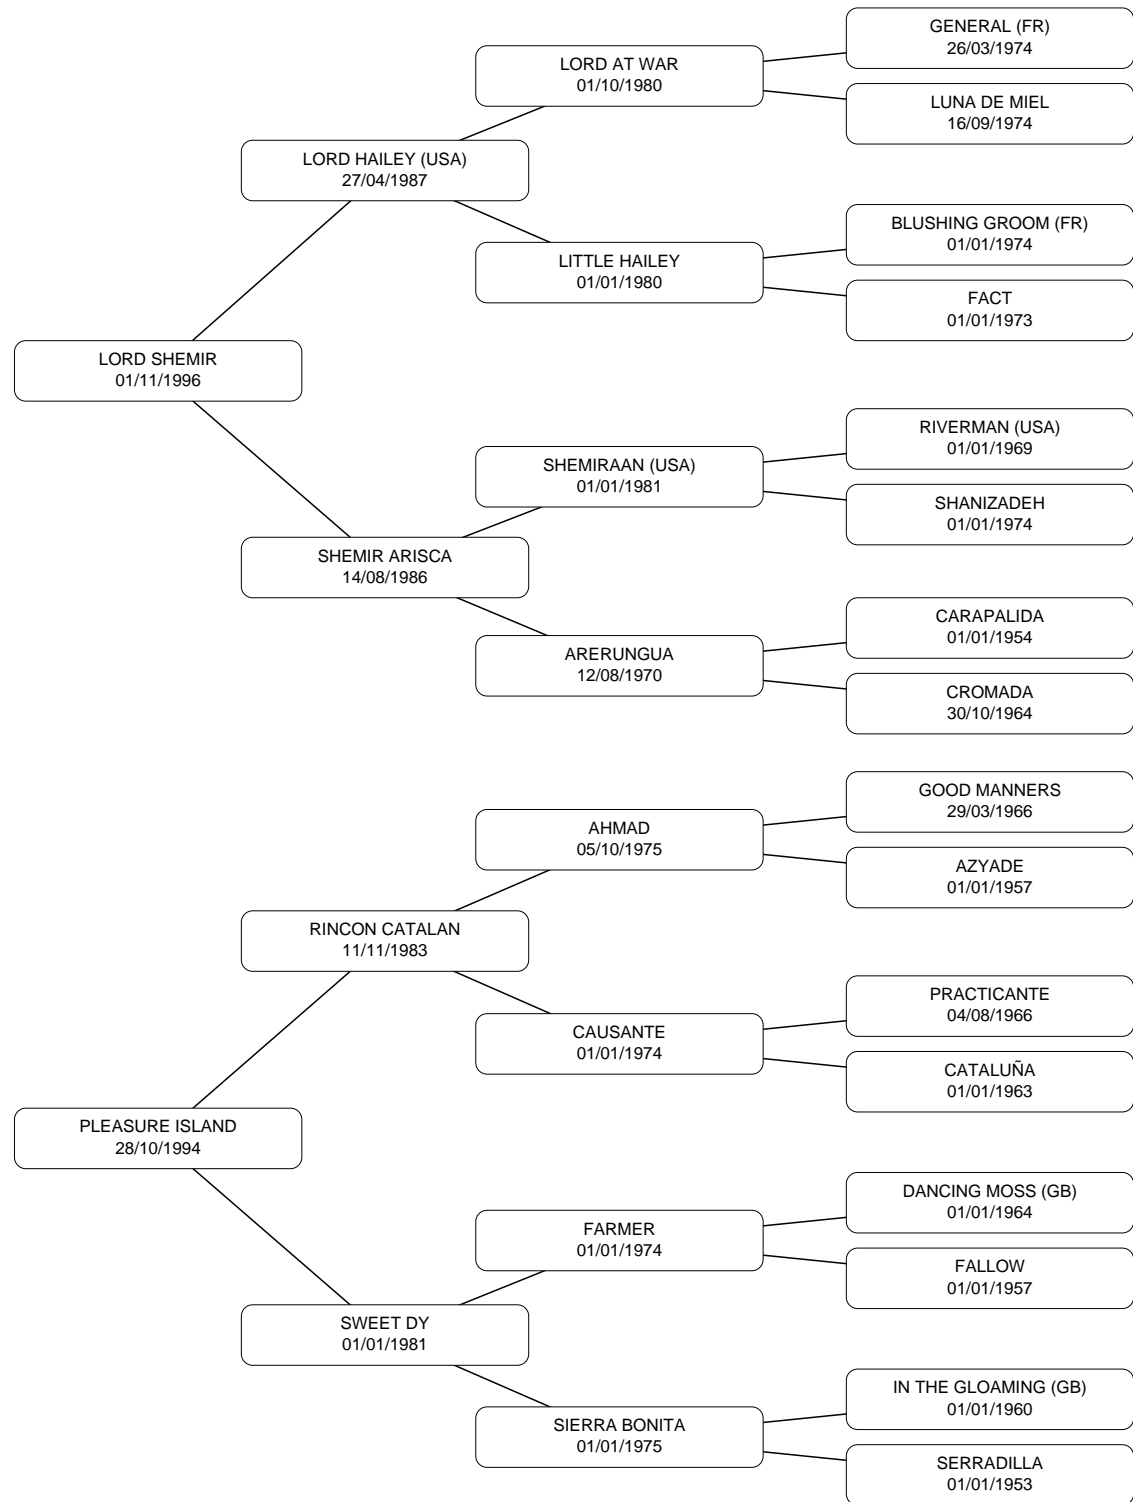 GENERAL (FR)
26/03/1974
LORD AT WAR
01/10/1980
LUNA DE MIEL
16/09/1974
LORD HAILEY (USA)
27/04/1987
BLUSHING GROOM (FR)
01/01/1974
LITTLE HAILEY
01/01/1980
FACT
01/01/1973
LORD SHEMIR
01/11/1996
RIVERMAN (USA)
01/01/1969
SHEMIRAAN (USA)
01/01/1981
SHANIZADEH
01/01/1974
SHEMIR ARISCA
14/08/1986
CARAPALIDA
01/01/1954
ARERUNGUA
12/08/1970
CROMADA
30/10/1964
GOOD MANNERS
29/03/1966
AHMAD
05/10/1975
AZYADE
01/01/1957
RINCON CATALAN
11/11/1983
PRACTICANTE
04/08/1966
CAUSANTE
01/01/1974
CATALUÑA
01/01/1963
PLEASURE ISLAND
28/10/1994
DANCING MOSS (GB)
01/01/1964
FARMER
01/01/1974
FALLOW
01/01/1957
SWEET DY
01/01/1981
IN THE GLOAMING (GB)
01/01/1960
SIERRA BONITA
01/01/1975
SERRADILLA
01/01/1953